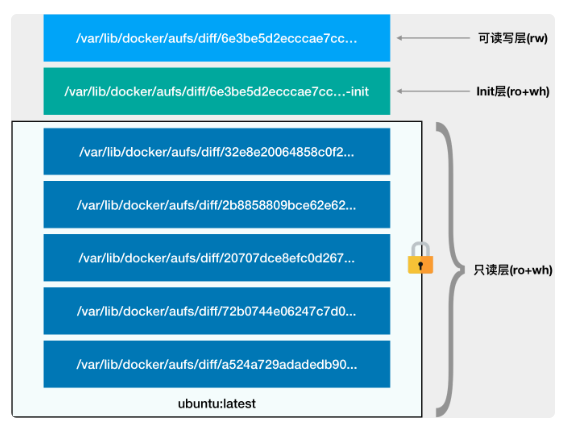 /var/lib/docker/aufs/diff/6e3be5d2ecccae7cc...
可读写层(rw)
/var/lib/docker/aufs/diff/6e3be5d2ecccae7cc...-init
Init层(ro+wh)
/var/lib/docker/aufs/diff/32e8e20064858c0f2...
/var/lib/docker/aufs/diff/2b8858809bce62e62...
/var/lib/docker/aufs/diff/20707dce8efc0d267...
只读层(ro+wh)
/var/lib/docker/aufs/diff/72b0744e06247c7d0...
/var/lib/docker/aufs/diff/a524a729adadedb90...
ubuntu:latest